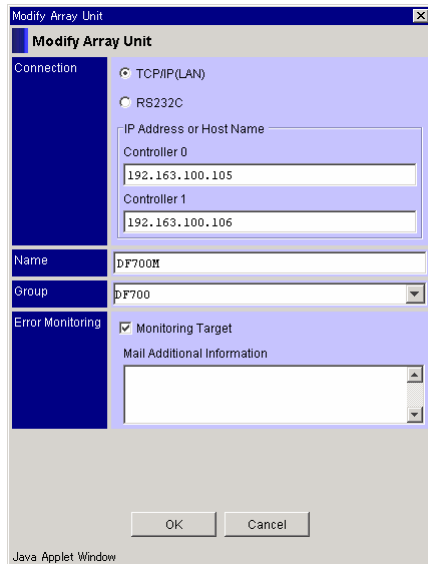 Modify Array Unit
Modify Array Unit
Connection
TCP/IP(LAN)
RS232C
IP Address or Host Name
Controller 0
192.163.100.105
Controller 1
192.163.100.106
Name
DF700M
Group
DF700
Error Monitoring
Monitoring Target
Mail Additional Information
OK
Cancel
Java Applet Window